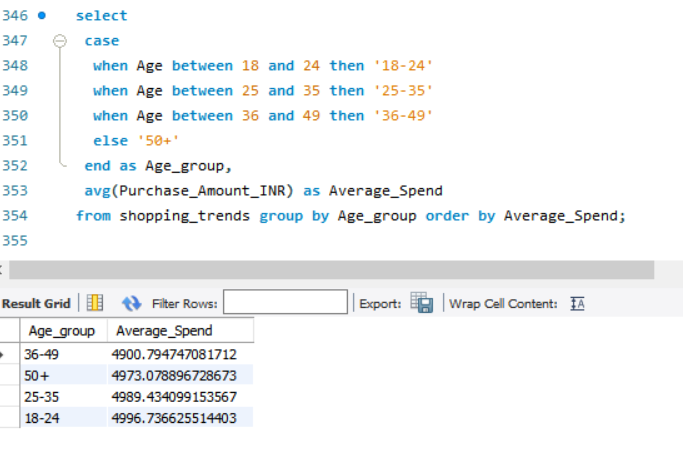 346 select
347 case
348 when Age between 18 and 24 then '18-24'
349 when Age between 25 and 35 then '25-35'
350 when Age between 36 and 49 then '36-49'
351 else '50+'
352 end as Age_group,
353 avg(Purchase_Amount_INR) as Average_Spend
354 from shopping_trends group by Age_group order by Average_Spend;
355
Result Grid Filter Rows: Export: Wrap Cell Content:
Age_group Average_Spend
36-49 4900.794747081712
50+ 4973.078896728673
25-35 4989.434099153567
18-24 4996.736625514403